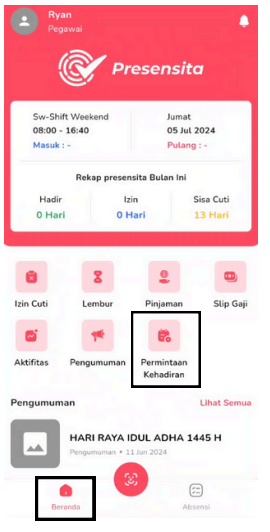 Ryan
Pegawai
Presensita
Sw-Shift Weekend
Jumat
08:00 - 16:40
05 Jul 2024
Masuk : -
Pulang : -
Rekap presensita Bulan Ini
Hadir
Izin
Sisa Cuti
0 Hari
0 Hari
13 Hari
Izin Cuti
Lembur
Pinjaman
Slip Gaji
Aktifitas
Pengumuman
Permintaan
Kehadiran
Pengumuman
Lihat Semua
HARI RAYA IDUL ADHA 1445 H
Pengumuman • 11 Jun 2024
Beranda
Absensi